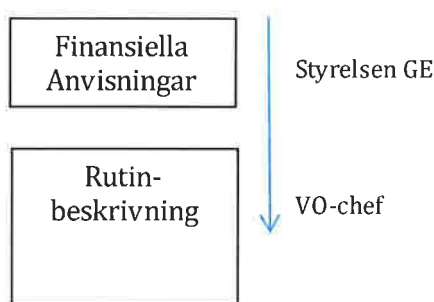 Finansiella
Anvisningar
Styrelsen GE
Rutin-
beskrivning
VO-chef